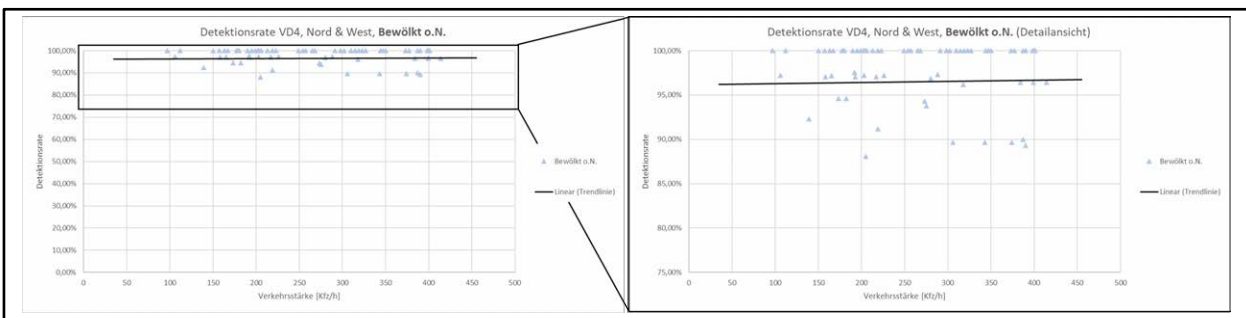 Detektionsrate VD4, Nord & West, Bewölkt o.N.
100,00%
90,00%
80,00%
70,00%
60,00%
50,00%
40,00%
30,00%
20,00%
10,00%
0,00%
Detektionsrate
0 50 100 150 200 250 300 350 400 450 500
Verkehrsstärke [Kfz/h]
Bewölkt o.N.
Linear (Trendlinie)
Detektionsrate VD4, Nord & West, Bewölkt o.N. (Detailansicht)
100,00%
95,00%
90,00%
85,00%
80,00%
75,00%
Detektionsrate
0 50 100 150 200 250 300 350 400 450 500
Verkehrsstärke [Kfz/h]
Bewölkt o.N.
Linear (Trendlinie)